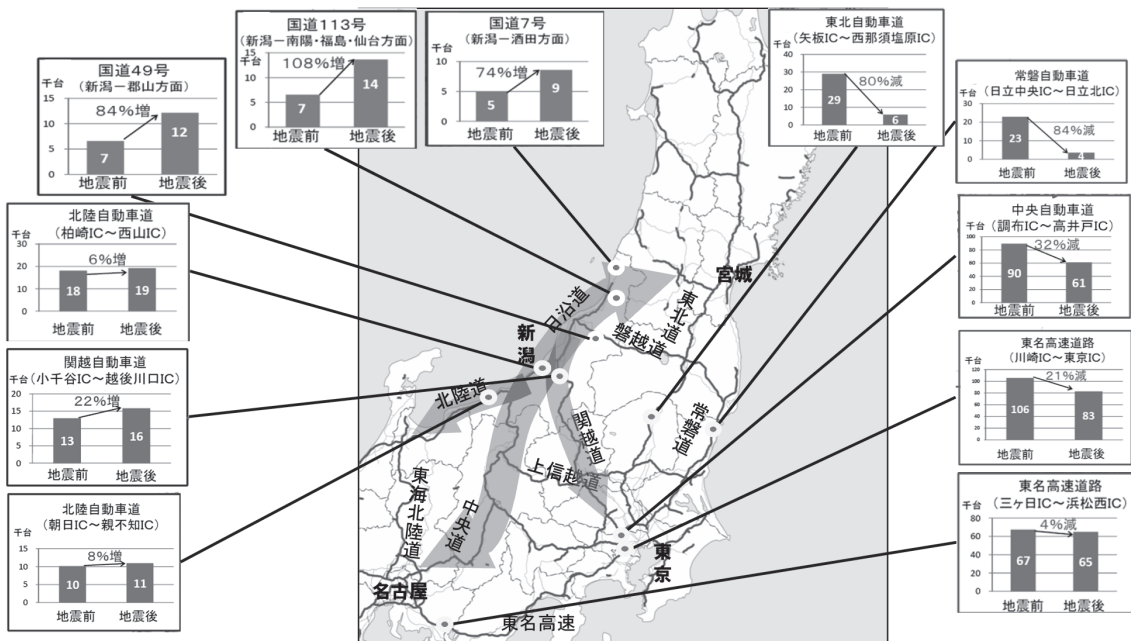 国道49号
(新潟ー郡山方面)
千台
15
10
5
0
84%増
7
12
地震前
地震後
国道113号
(新潟ー南陽・福島・仙台方面)
千台
15
10
5
0
108%増
7
14
地震前
地震後
国道7号
(新潟ー酒田方面)
千台
15
10
5
0
74%増
5
9
地震前
地震後
東北自動車道
(矢板IC～西那須塩原IC)
千台
40
30
20
10
0
80%減
29
6
地震前
地震後
常磐自動車道
(日立中央IC～日立北IC)
千台
30
20
10
0
84%減
23
4
地震前
地震後
北陸自動車道
(柏崎IC～西山IC)
千台
30
20
10
0
6%増
18
19
地震前
地震後
中央自動車道
(調布IC～高井戸IC)
千台
100
80
60
40
20
0
32%減
90
61
地震前
地震後
関越自動車道
(小千谷IC～越後川口IC)
千台
20
15
10
5
0
22%増
13
16
地震前
地震後
東名高速道路
(川崎IC～東京IC)
千台
120
100
80
60
40
20
0
21%減
106
83
地震前
地震後
北陸自動車道
(朝日IC～親不知IC)
千台
15
10
5
0
8%増
10
11
地震前
地震後
東名高速道路
(三ヶ日IC～浜松西IC)
千台
80
60
40
20
0
4%減
67
65
地震前
地震後
宮城
日沿道
東北道
磐越道
新潟
北陸道
関越道
常磐道
上信越道
東海北陸道
中央道
東京
名古屋
東名高速